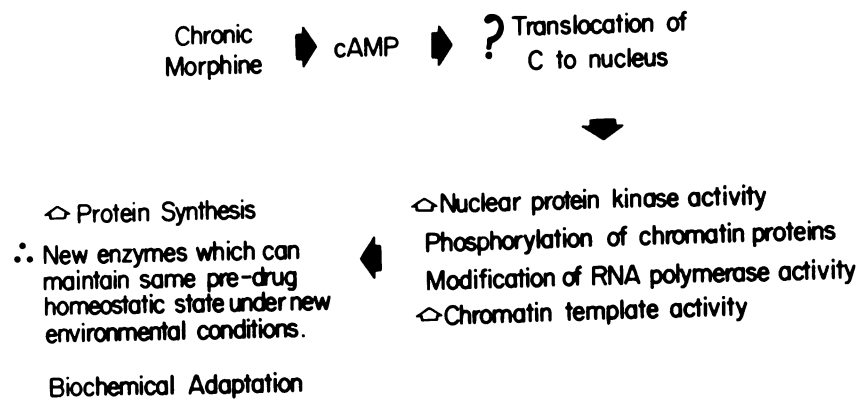 Chronic
Morphine
cAMP
? Translocation of
C to nucleus
Nuclear protein kinase activity
Phosphorylation of chromatin proteins
Modification of RNA polymerase activity
Chromatin template activity
Protein Synthesis
∴ New enzymes which can
maintain same pre-drug
homeostatic state under new
environmental conditions.
Biochemical Adaptation